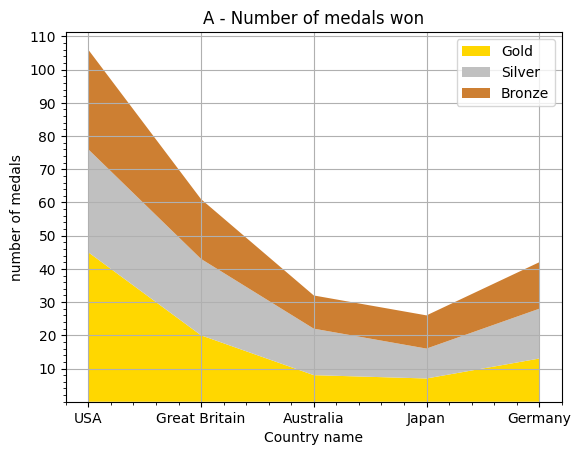 A - Number of medals won
number of medals
110
100
90
80
70
60
50
40
30
20
10
Gold
Silver
Bronze
USA Great Britain Australia Japan Germany
Country name